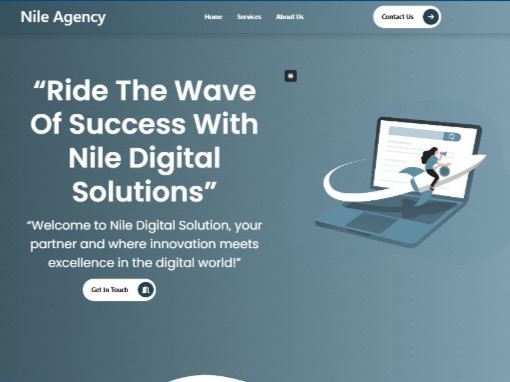 Nile Agency
Home Services About Us
Contact Us
“Ride The Wave
Of Success With
Nile Digital
Solutions”
“Welcome to Nile Digital Solution, your
partner and where innovation meets
excellence in the digital world!”
Get In Touch